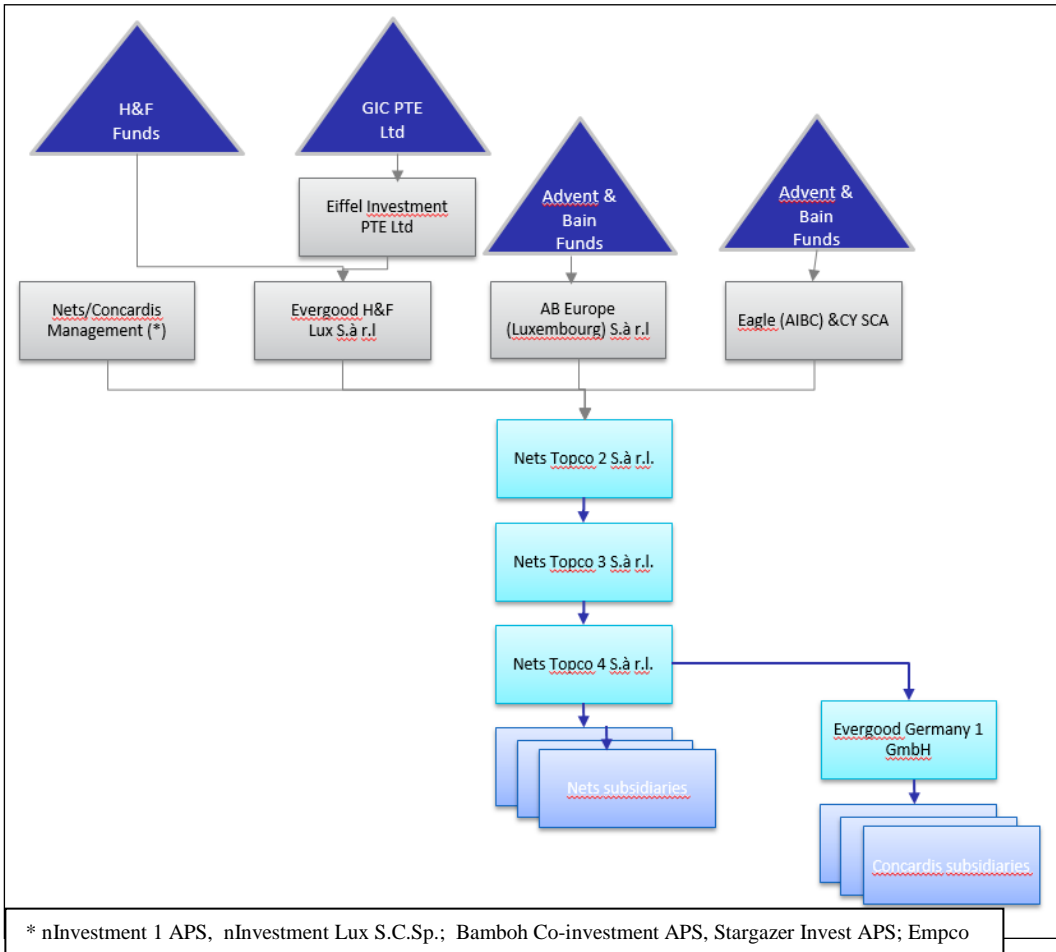 H&F
Funds
GIC PTE
Ltd
Eiffel Investment
PTE Ltd
Advent &
Bain
Funds
Advent &
Bain
Funds
Nets/Concardis
Management (*)
Evergood H&F
Lux S.à r.l
AB Europe
(Luxembourg) S.à r.l
Eagle (AIBC) &CY SCA
Nets Topco 2 S.à r.l.
Nets Topco 3 S.à r.l.
Nets Topco 4 S.à r.l.
Evergood Germany 1
GmbH
Nets subsidiaries
Concardis subsidiaries
* nInvestment 1 APS, nInvestment Lux S.C.Sp.; Bamboh Co-investment APS, Stargazer Invest APS; Empco